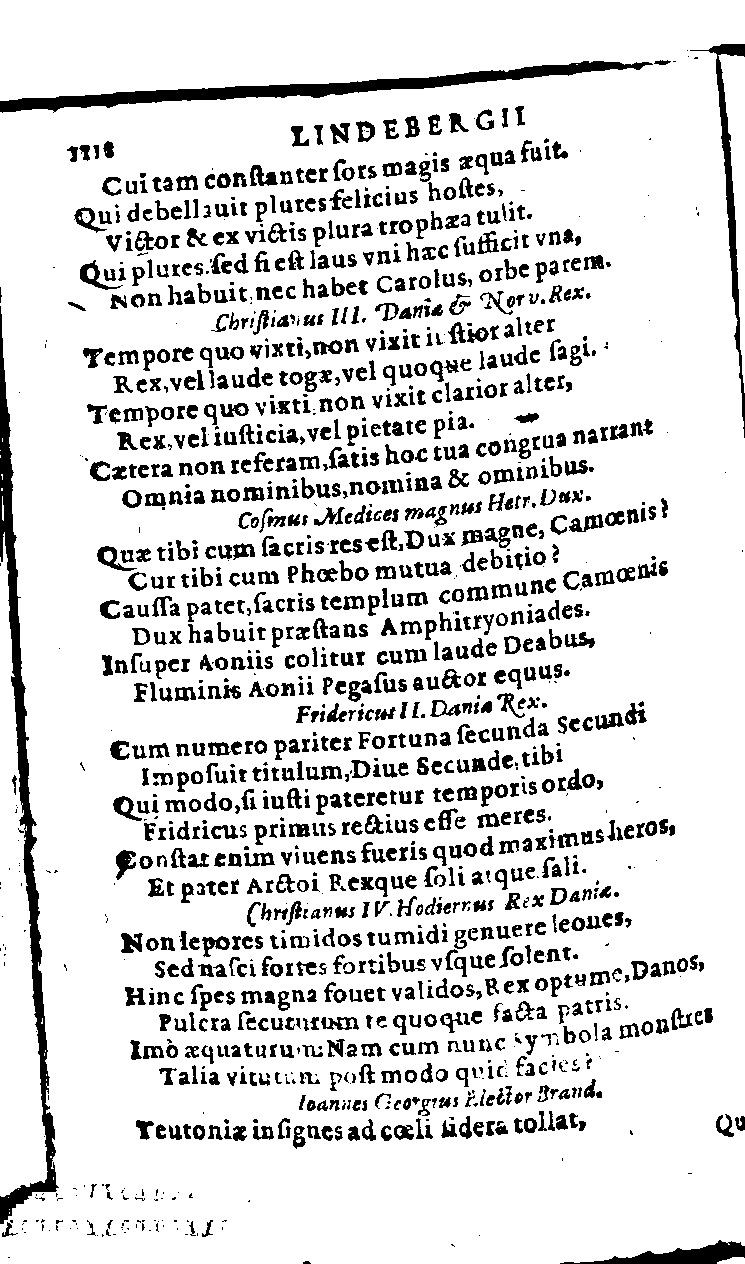 1118 LINDEBERGII
Cui tam conſtanter ſors magis æqua fuit.
Qui debellauit plures felicius hoſtes,
Victor & ex victis plura trophæa tulit.
Qui plures. ſed ſi eſt laus vni hæc ſufficit vna,
Non habuit, nec habet Carolus, orbe parem.
Chriſtianus III. Daniæ & Norv. Rex.
Tempore quo vixti, non vixit iuſtior alter
Rex, vel laude togæ, vel quoque laude ſagi.
Tempore quo vixti, non vixit clarior alter,
Rex, vel iuſticia, vel pietate pia.
Cætera non referam, ſatis hoc tua congrua narrant
Omnia nominibus, nomina & ominibus.
Coſmus Medices magnus Hetr. Dux.
Quæ tibi cum ſacris res eſt, Dux magne, Camœnis?
Cur tibi cum Phœbo mutua debitio?
Cauſſa patet, ſacris templum commune Camœnis
Dux habuit præſtans Amphitryoniades.
Inſuper Aoniis colitur cum laude Deabus,
Fluminis Aonii Pegaſus auctor equus.
Fridericus II. Daniæ Rex.
Cum numero pariter Fortuna ſecunda Secundi
Impoſuit titulum, Diue Secunde, tibi
Qui modo, ſi iuſti pateretur temporis ordo,
Fridricus primus rectius eſſe meres.
Conſtat enim viuens fueris quod maximus heros,
Et pater Arctoi Rexque ſoli atque ſali.
Chriſtianus IV. Hodiernus Rex Daniæ.
Non lepores timidos tumidi genuere leones,
Sed naſci fortes fortibus vſque ſolent.
Hinc ſpes magna fouet validos, Rex optume, Danos,
Pulcra ſecuturum te quoque facta patris.
Imò æquaturum: Nam cum nunc ſymbola monſtres
Talia vitutum poſt modo quid facies?
Ioannes Georgius Elector Brand.
Teutoniæ inſignes ad cœli ſidera tollat,
Qu